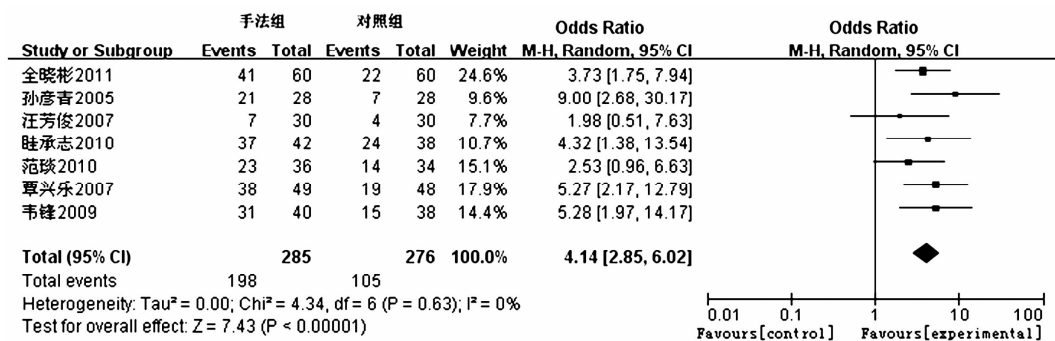 手法组 对照组 Odds Ratio Odds Ratio
Study or Subgroup Events Total Events Total Weight M-H, Random, 95% CI M-H, Random, 95% CI
全晓彬2011 41 60 22 60 24.6% 3.73 [1.75, 7.94]
孙彦青2005 21 28 7 28 9.6% 9.00 [2.68, 30.17]
汪芳俊2007 7 30 4 30 7.7% 1.98 [0.51, 7.63]
眭承志2010 37 42 24 38 10.7% 4.32 [1.38, 13.54]
范琰2010 23 36 14 34 15.1% 2.53 [0.96, 6.63]
覃兴乐2007 38 49 19 48 17.9% 5.27 [2.17, 12.79]
韦锋2009 31 40 15 38 14.4% 5.28 [1.97, 14.17]
Total (95% CI) 285 276 100.0% 4.14 [2.85, 6.02]
Total events 198 105
Heterogeneity: Tau² = 0.00; Chi² = 4.34, df = 6 (P = 0.63); I² = 0%
Test for overall effect: Z = 7.43 (P < 0.00001)
0.01 0.1 1 10 100
Favours[control] Favours[experimental]